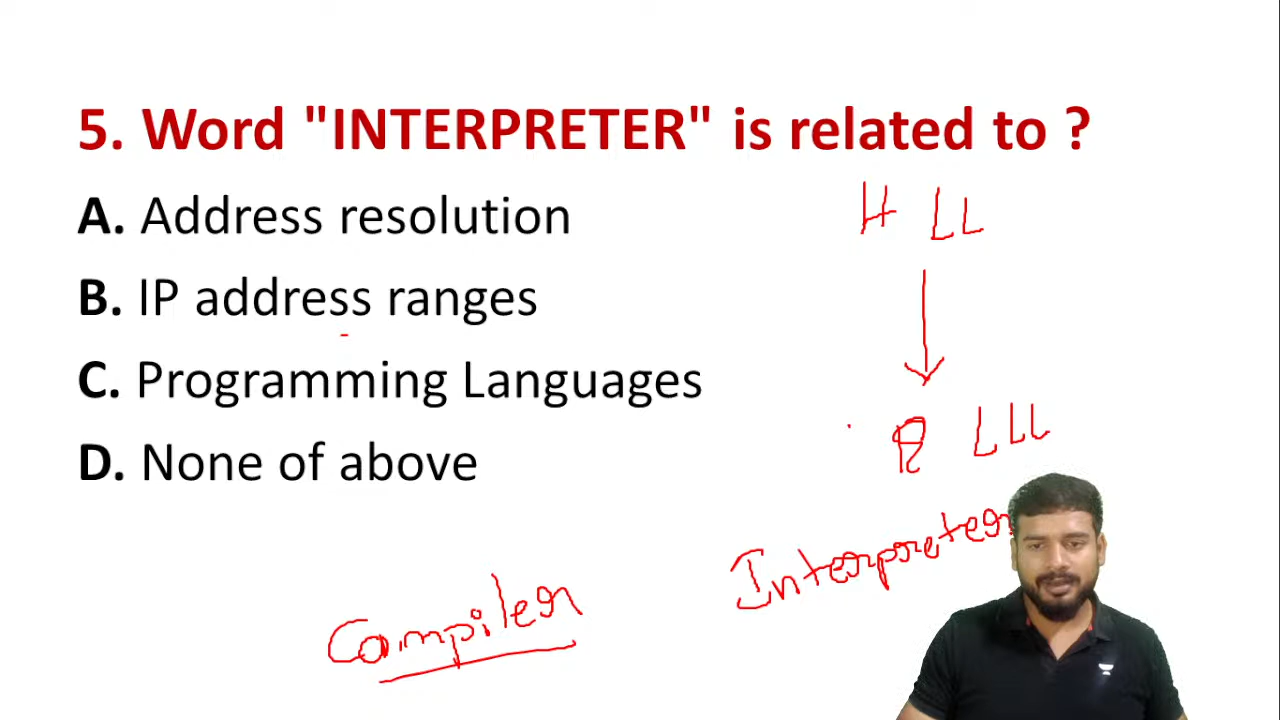 5. Word "INTERPRETER" is related to ?
A. Address resolution
B. IP address ranges
C. Programming Languages
D. None of above
H LL
LLL
Interpreter
Compiler